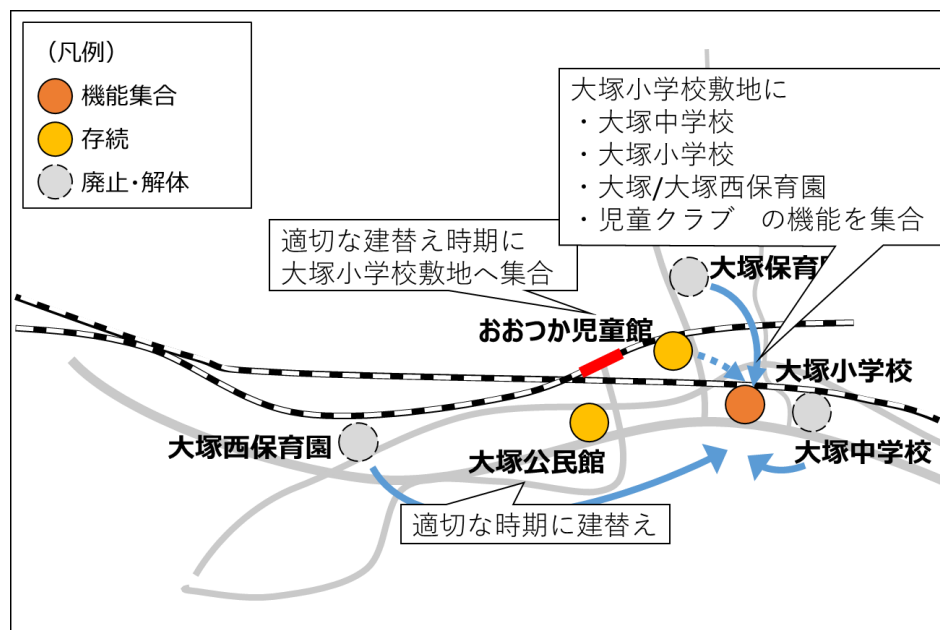 （凡例）
機能集合
存続
廃止・解体
大塚小学校敷地に
・大塚中学校
・大塚小学校
・大塚/大塚西保育園
・児童クラブ　の機能を集合
適切な建替え時期に
大塚小学校敷地へ集合
大塚保育
おおつか児童館
大塚小学校
大塚西保育園
大塚公民館
大塚中学校
適切な時期に建替え